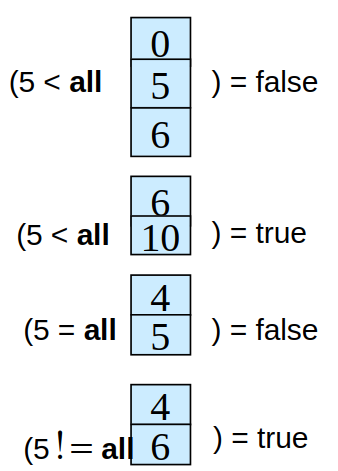 0
(5 < all 5 ) = false
6
6
(5 < all 10 ) = true
4
(5 = all 5 ) = false
4
(5 != all 6 ) = true